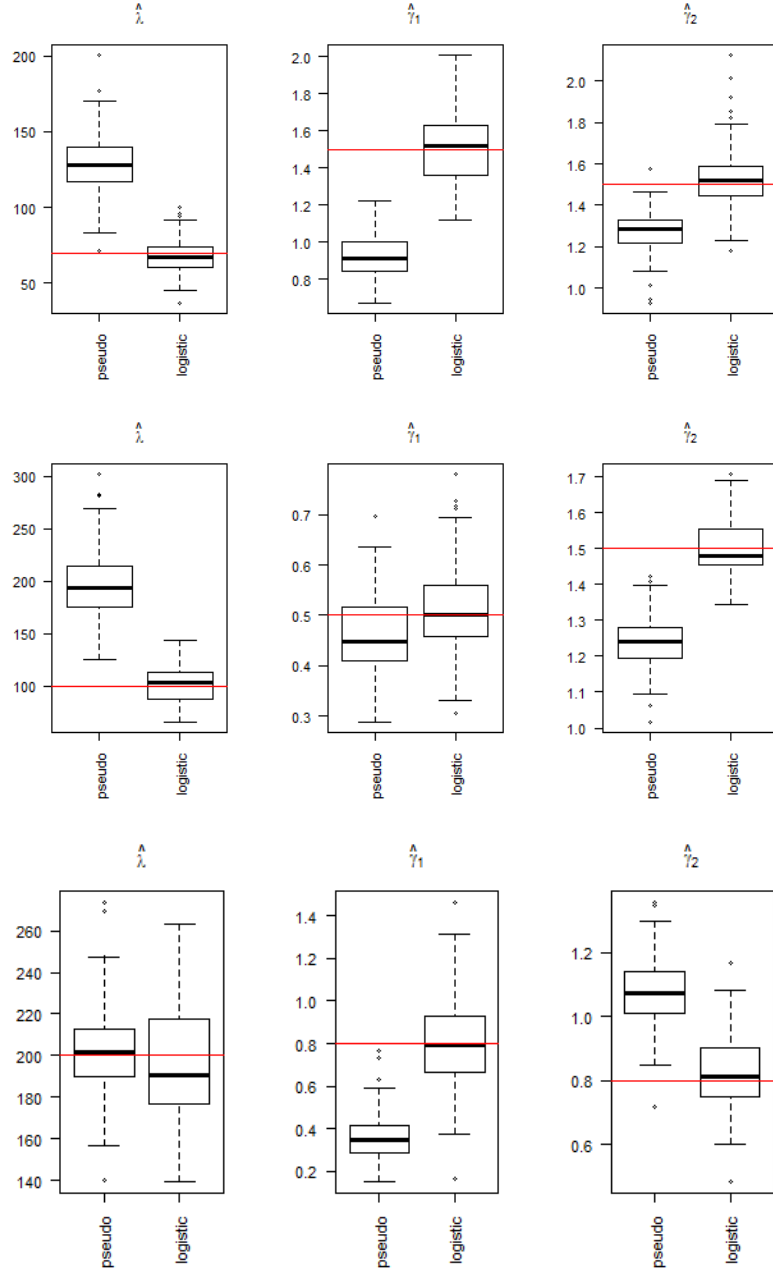 λ̂ γ̂₁ γ̂₂
200
150
100
50
pseudo
logistic
2.0
1.8
1.6
1.4
1.2
1.0
0.8
pseudo
logistic
2.0
1.8
1.6
1.4
1.2
1.0
pseudo
logistic
λ̂ γ̂₁ γ̂₂
300
250
200
150
100
pseudo
logistic
0.7
0.6
0.5
0.4
0.3
pseudo
logistic
1.7
1.6
1.5
1.4
1.3
1.2
1.1
1.0
pseudo
logistic
λ̂ γ̂₁ γ̂₂
260
240
220
200
180
160
140
pseudo
logistic
1.4
1.2
1.0
0.8
0.6
0.4
0.2
pseudo
logistic
1.2
1.0
0.8
0.6
pseudo
logistic